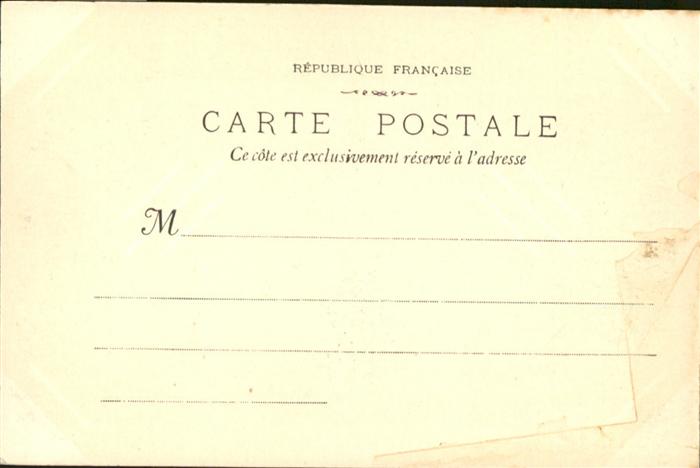 RÉPUBLIQUE FRANÇAISE
CARTE POSTALE
Ce côte est exclusivement réservé à l'adresse
M